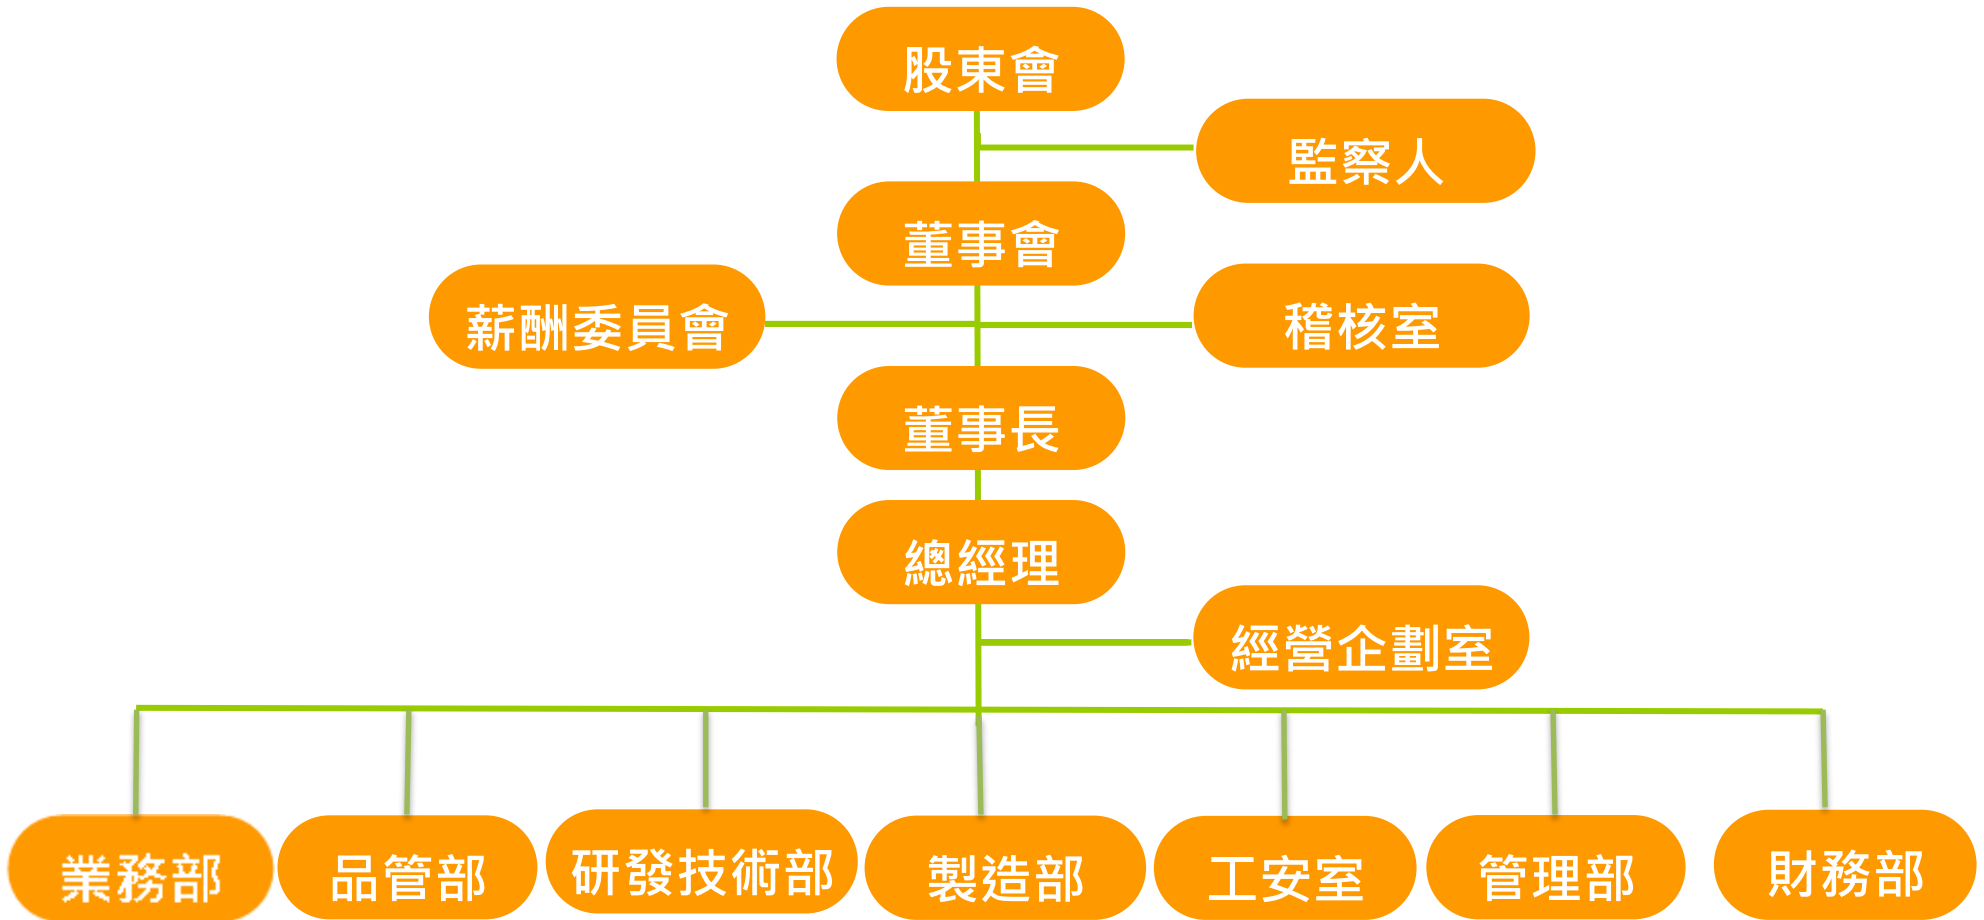 股東會
監察人
董事會
薪酬委員會
稽核室
董事長
總經理
經營企劃室
業務部
品管部
研發技術部
製造部
工安室
管理部
財務部